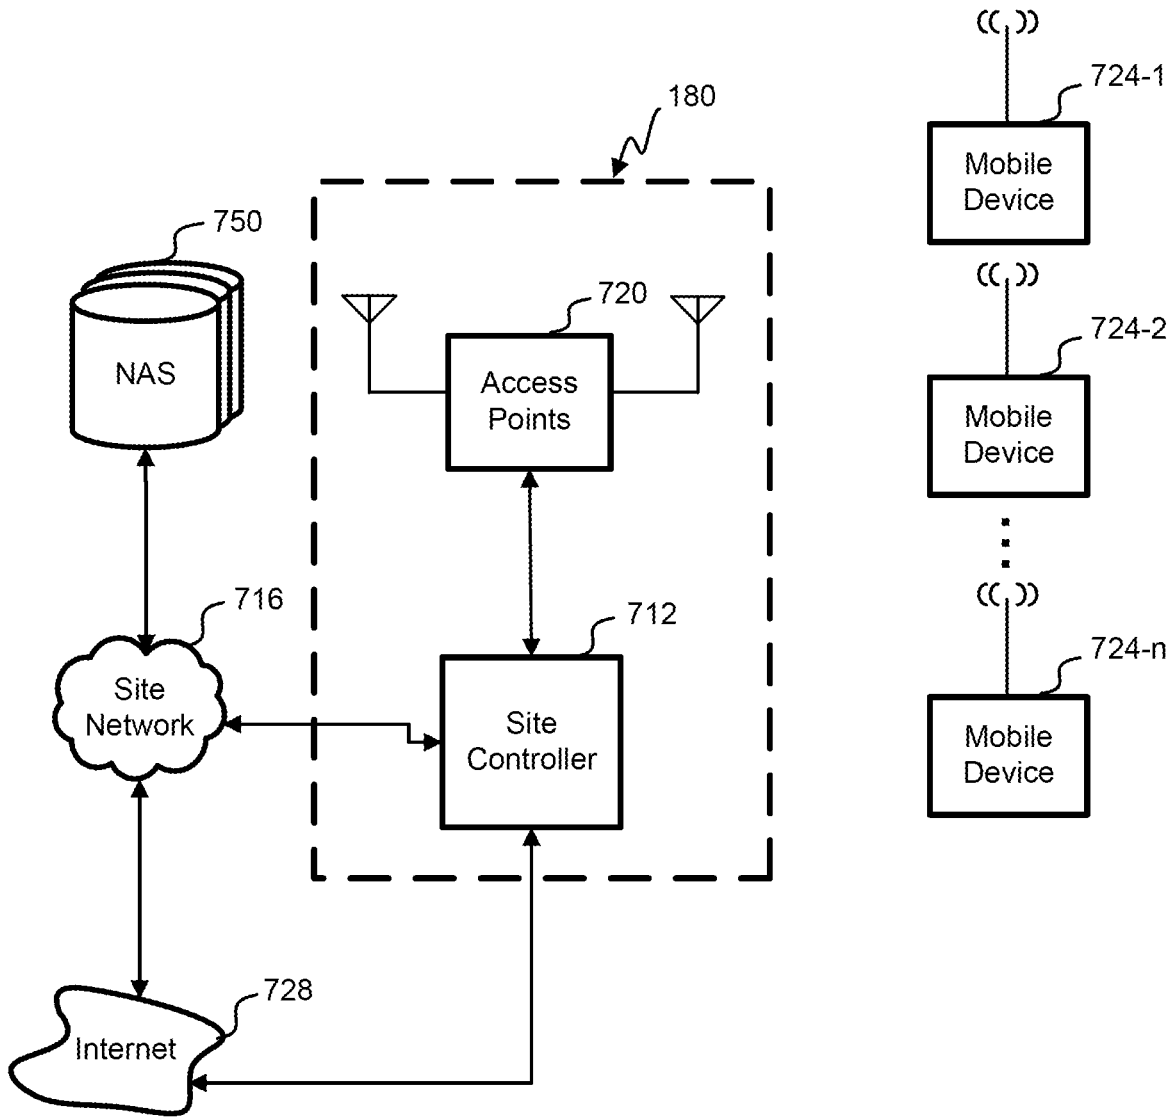 724-1
180
Mobile
Device
750
720
724-2
NAS
Access
Points
Mobile
Device
716
712
724-n
Site
Network
Site
Controller
Mobile
Device
728
Internet